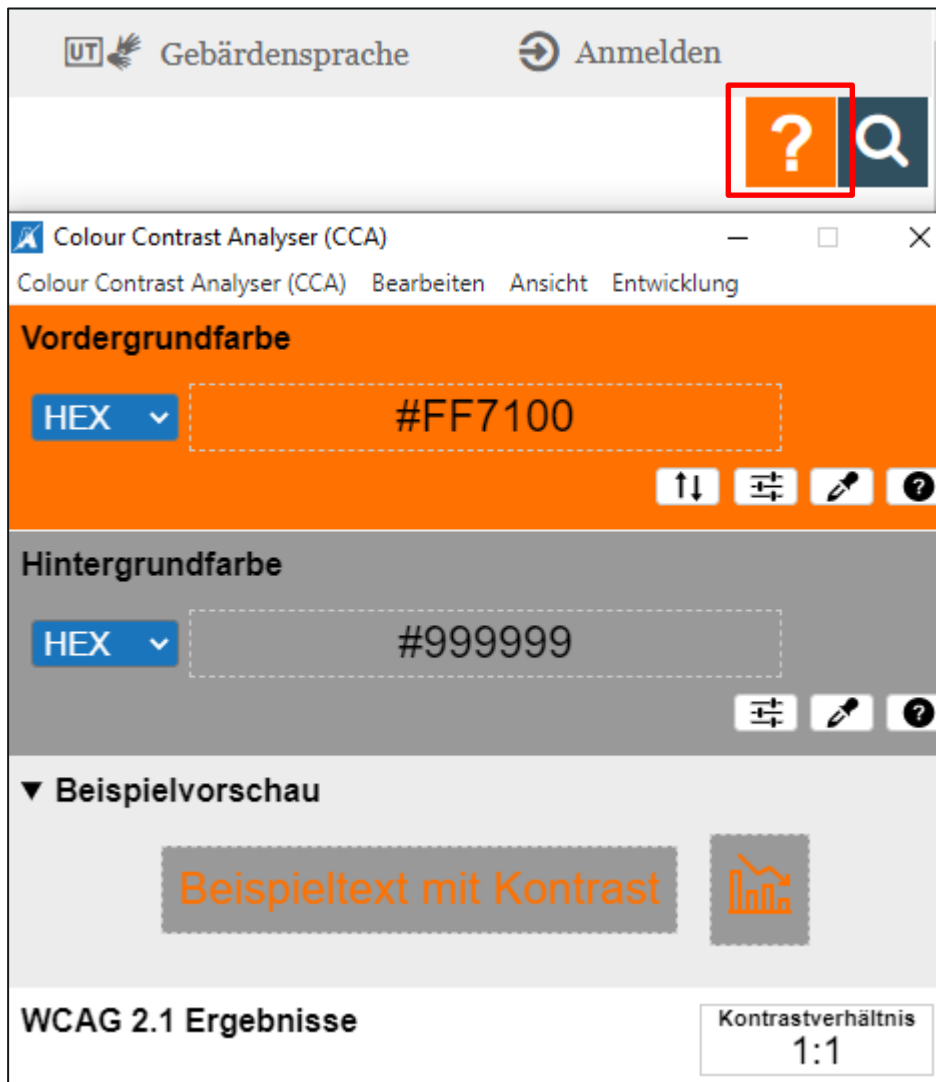 UT Gebärdensprache Anmelden
?
Colour Contrast Analyser (CCA)
Colour Contrast Analyser (CCA) Bearbeiten Ansicht Entwicklung
Vordergrundfarbe
HEX #FF7100
?
Hintergrundfarbe
HEX #999999
?
▼ Beispielvorschau
Beispieltext mit Kontrast
WCAG 2.1 Ergebnisse
Kontrastverhältnis
1:1